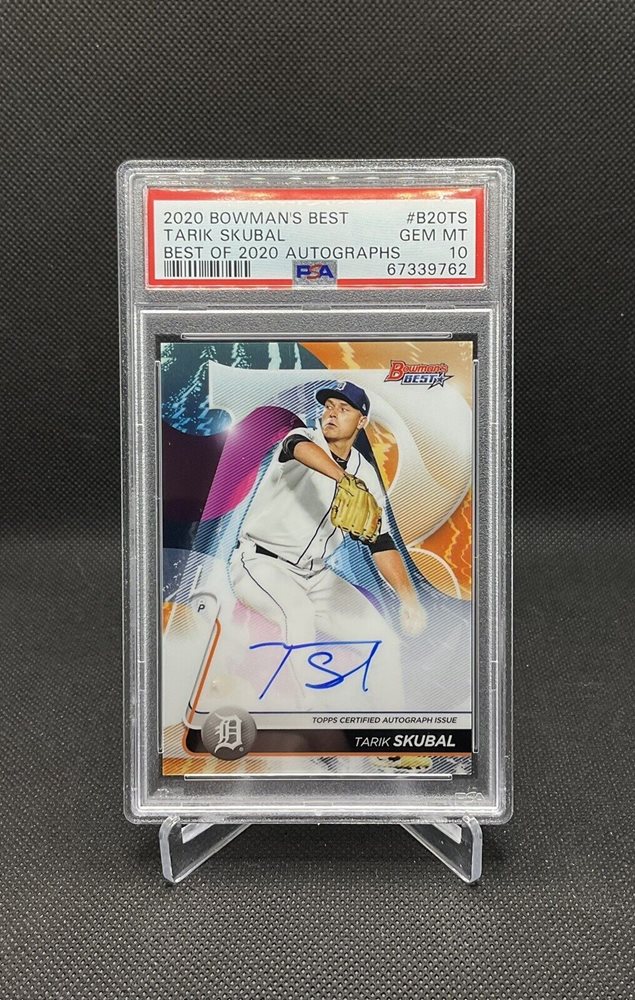 2020 BOWMAN'S BEST #B20TS
TARIK SKUBAL GEM MT
BEST OF 2020 AUTOGRAPHS 10
PSA 67339762
Bowman's
BEST
D
P
T S
TOPPS CERTIFIED AUTOGRAPH ISSUE
D
TARIK SKUBAL